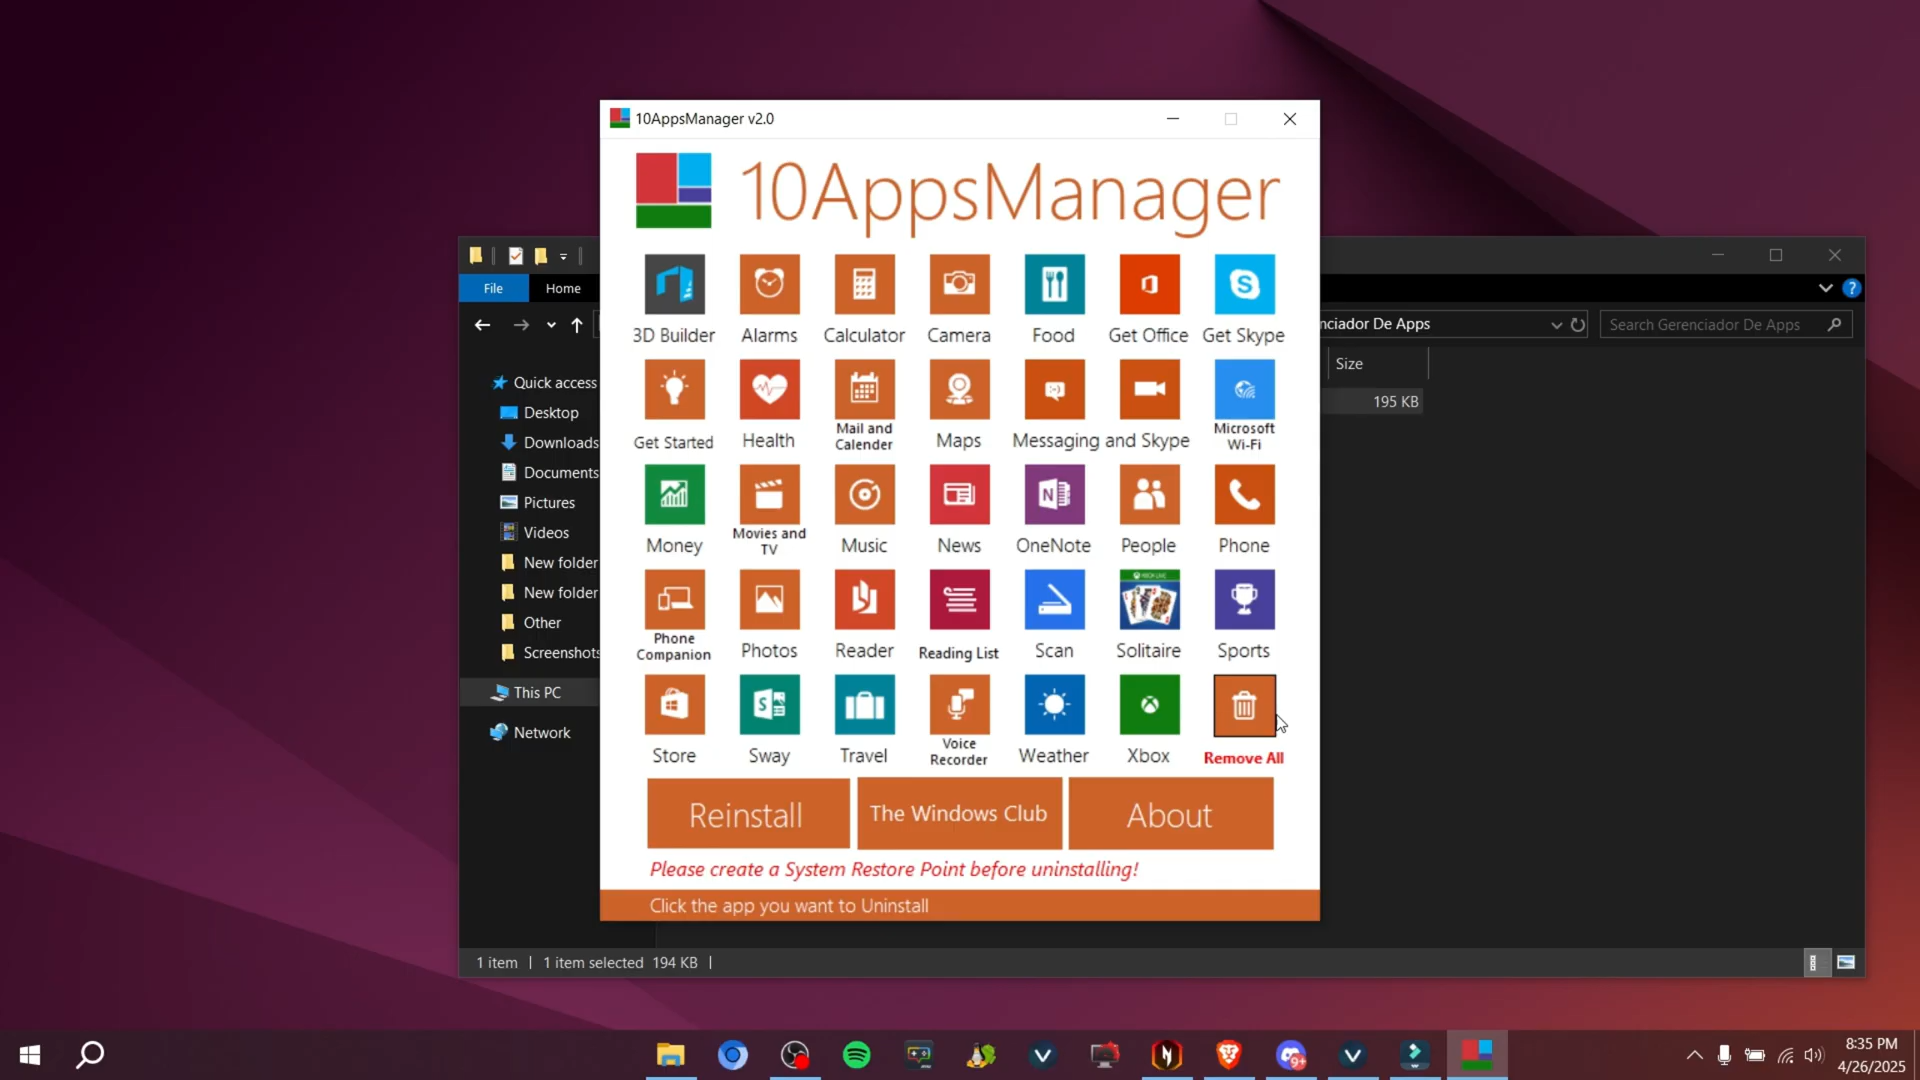 10AppsManager v2.0
10AppsManager
3D Builder
Alarms
Calculator
Camera
Food
Get Office
Get Skype
Get Started
Health
Mail and
Calender
Maps
Messaging and Skype
Microsoft
Wi-Fi
Money
Movies and
TV
Music
News
OneNote
People
Phone
Phone
Companion
Photos
Reader
Reading List
Scan
Solitaire
Sports
Store
Sway
Travel
Voice
Recorder
Weather
Xbox
Remove All
Reinstall
The Windows Club
About
Please create a System Restore Point before uninstalling!
Click the app you want to Uninstall
File
Home
nciador De Apps
Search Gerenciador De Apps
Size
195 KB
Quick access
Desktop
Downloads
Documents
Pictures
Videos
New folder
New folder
Other
Screenshots
This PC
Network
1 item
1 item selected 194 KB
9+
8:35 PM
4/26/2025